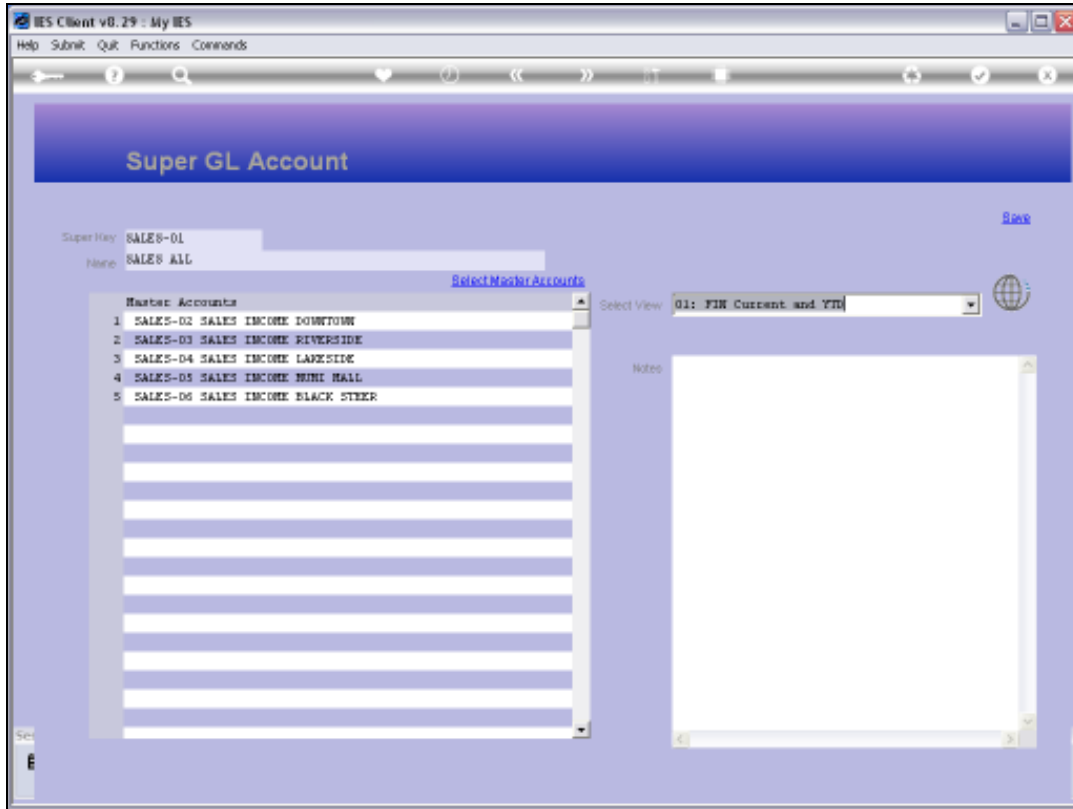 IES Client v8.29 : My IES
Help Submit Quit Functions Commands
Super GL Account
Save
Super Key SALES-01
Name SALES ALL
Select Master Accounts
Master Accounts
Select View 01: FIN Current and YTD
1 SALES-02 SALES INCOME DOWNTOWN
2 SALES-03 SALES INCOME RIVERSIDE
3 SALES-04 SALES INCOME LAKESIDE
Notes
4 SALES-05 SALES INCOME MUMI MALL
5 SALES-06 SALES INCOME BLACK STEER